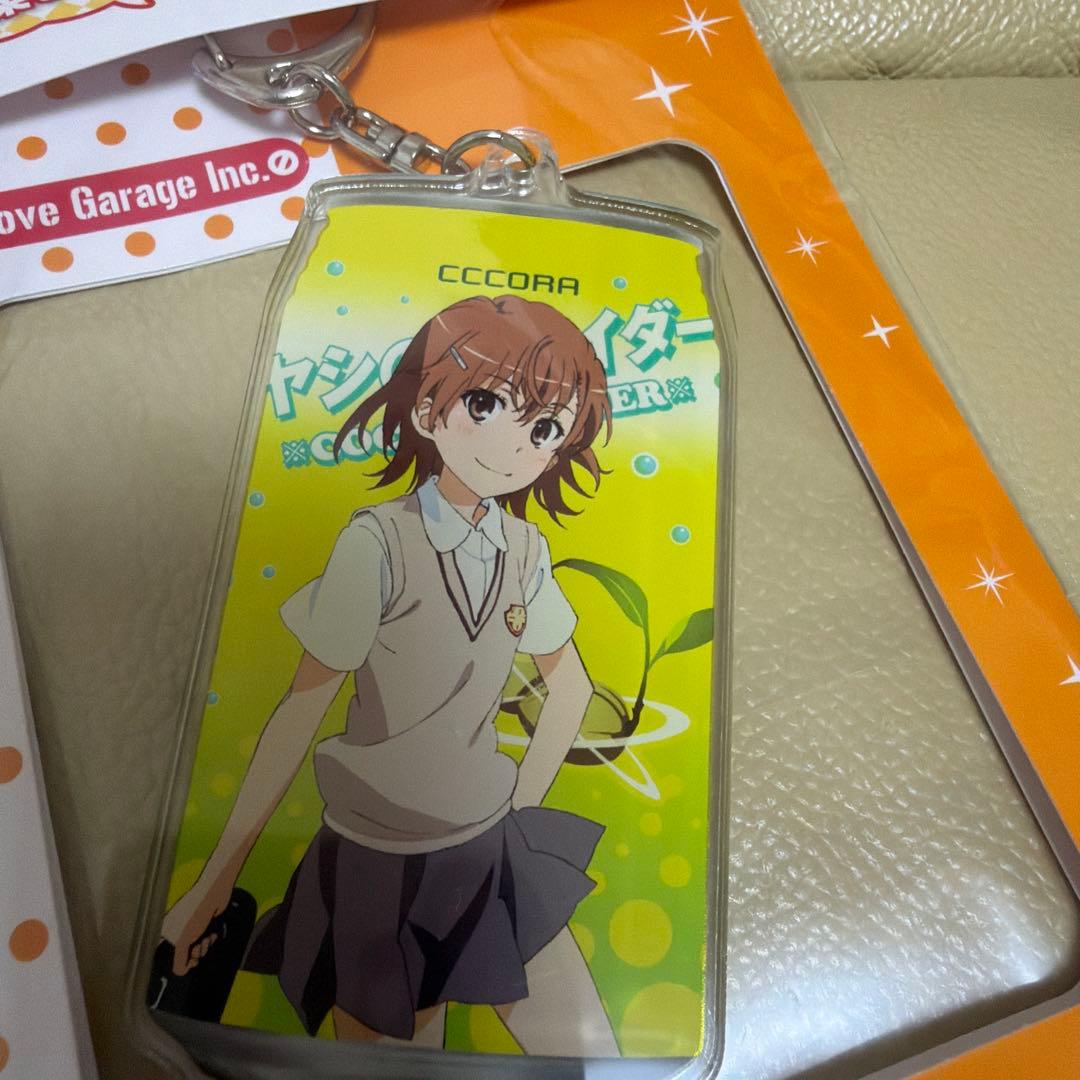 ove Garage Inc.
CCCORA
ヤシ
イダー
ER※
※COC